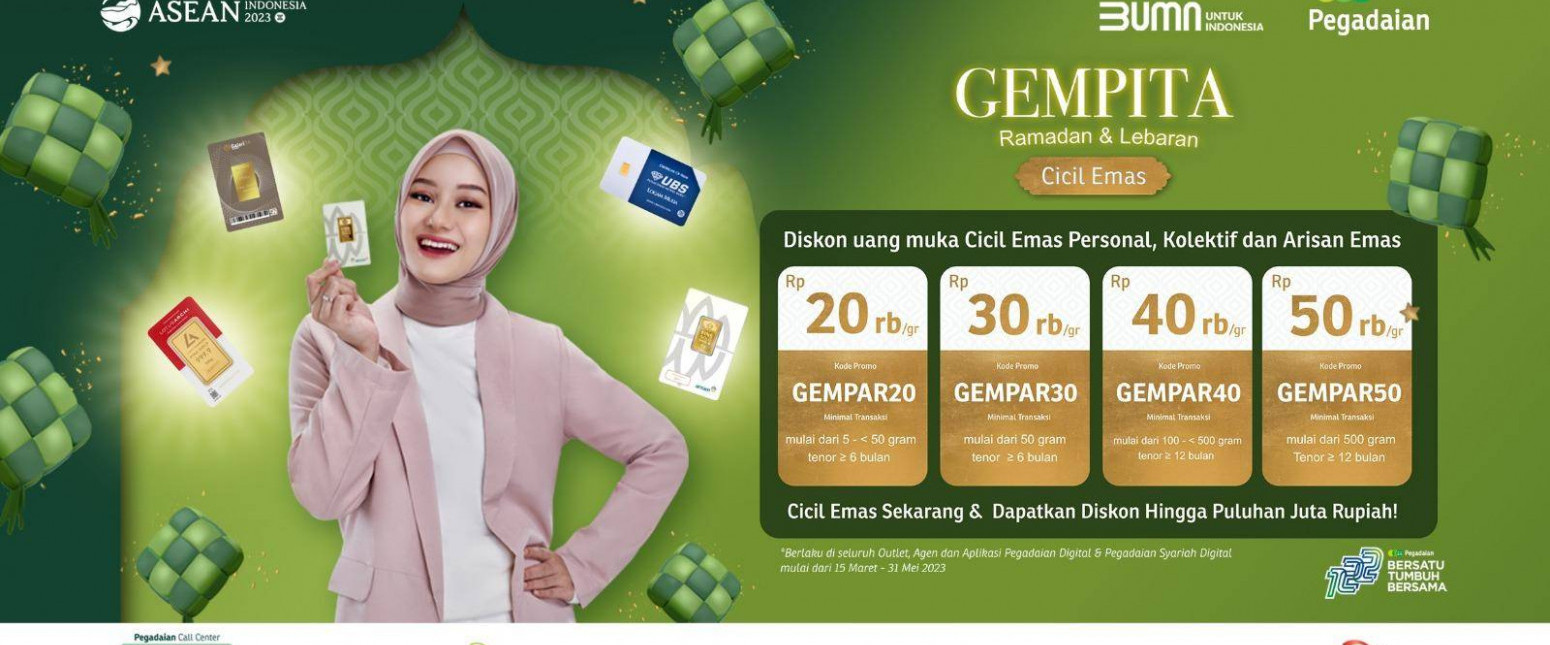 ASEAN INDONESIA 2023
BUMN UNTUK INDONESIA
Pegadaian
GEMPITA
Ramadan & Lebaran
Cicil Emas
UBS
Diskon uang muka Cicil Emas Personal, Kolektif dan Arisan Emas
Rp 20 rb/gr
Kode Promo
GEMPAR20
Minimal Transaksi
mulai dari 5 - < 50 gram
tenor ≥ 6 bulan
Rp 30 rb/gr
Kode Promo
GEMPAR30
Minimal Transaksi
mulai dari 50 gram
tenor ≥ 6 bulan
Rp 40 rb/gr
Kode Promo
GEMPAR40
Minimal Transaksi
mulai dari 100 - < 500 gram
tenor ≥ 12 bulan
Rp 50 rb/gr
Kode Promo
GEMPAR50
Minimal Transaksi
mulai dari 500 gram
Tenor ≥ 12 bulan
Cicil Emas Sekarang & Dapatkan Diskon Hingga Puluhan Juta Rupiah!
*Berlaku di seluruh Outlet, Agen dan Aplikasi Pegadaian Digital & Pegadaian Syariah Digital
mulai dari 15 Maret - 31 Mei 2023
122
Pegadaian
BERSATU
TUMBUH
BERSAMA
Pegadaian Call Center